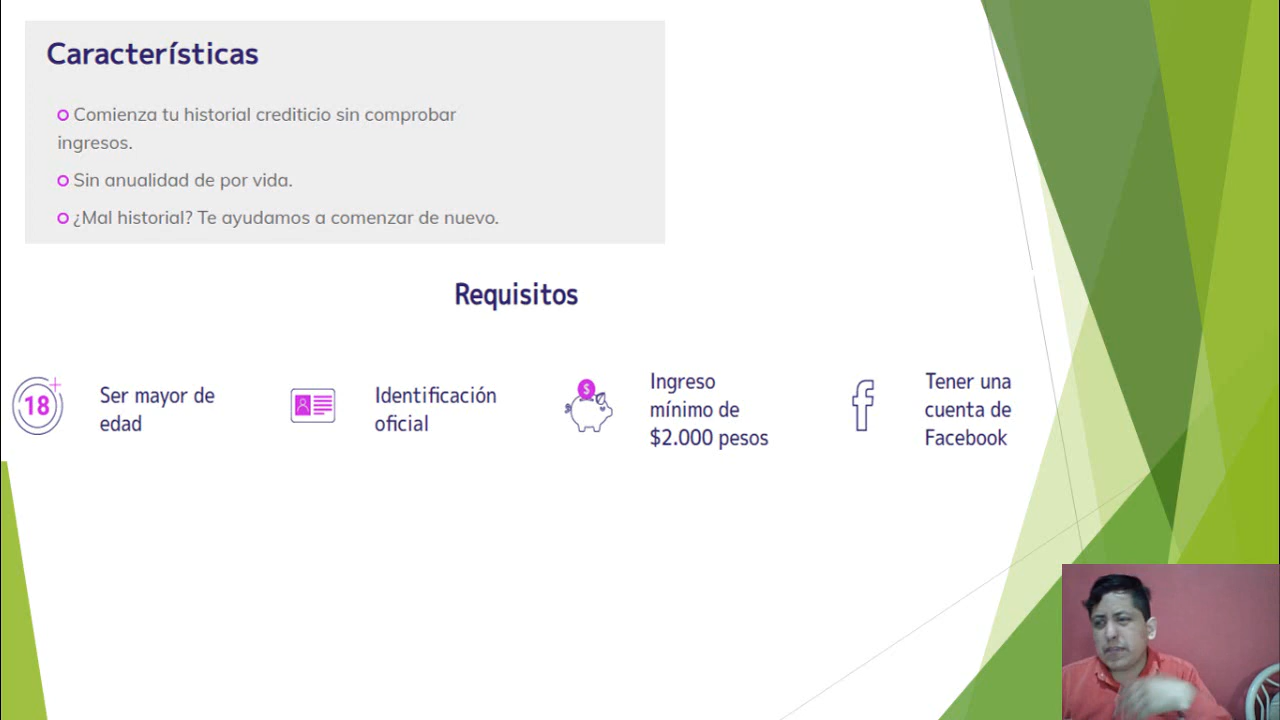 Características
Comienza tu historial crediticio sin comprobar
ingresos.
Sin anualidad de por vida.
¿Mal historial? Te ayudamos a comenzar de nuevo.
Requisitos
18
Ser mayor de
edad
Identificación
oficial
$
Ingreso
mínimo de
$2.000 pesos
f
Tener una
cuenta de
Facebook